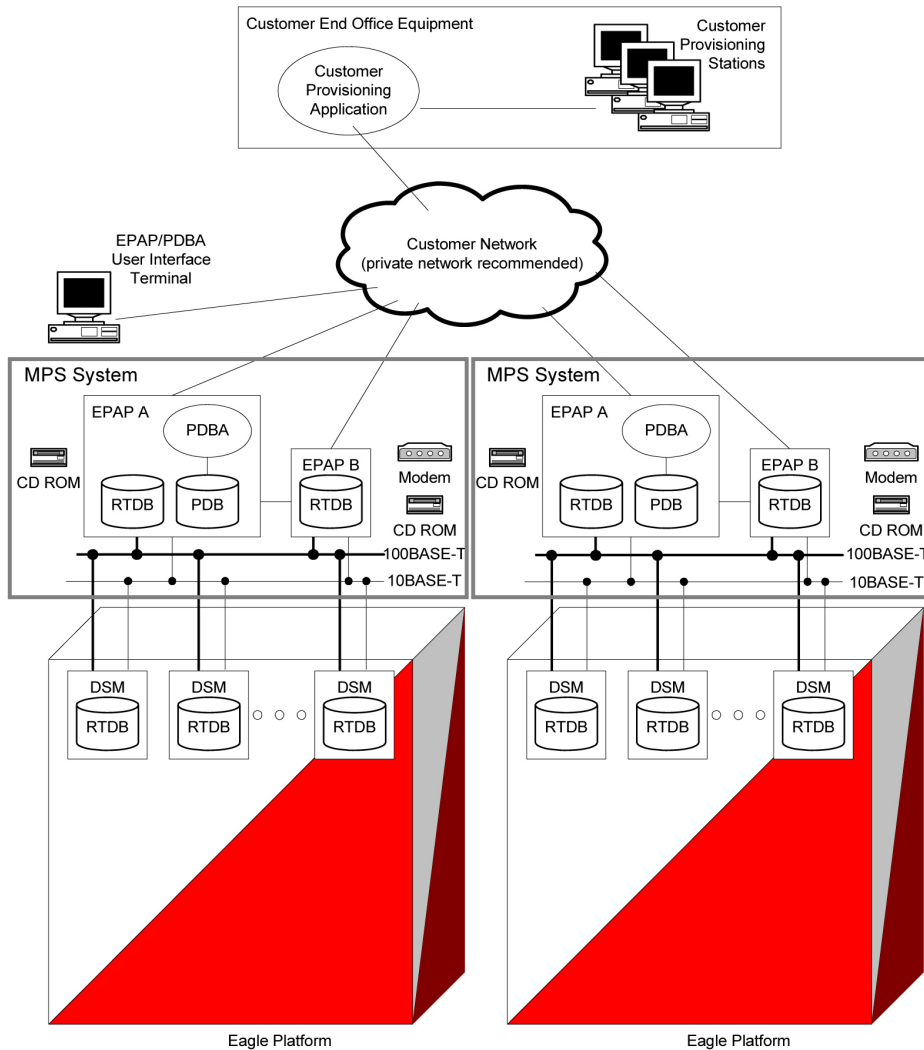 Customer End Office Equipment
Customer
Provisioning
Stations
Customer
Provisioning
Application
Customer Network
(private network recommended)
EPAP/PDBA
User Interface
Terminal
MPS System
EPAP A
PDBA
CD ROM
RTDB
PDB
EPAP B
RTDB
Modem
CD ROM
100BASE-T
10BASE-T
MPS System
EPAP A
PDBA
CD ROM
RTDB
PDB
EPAP B
RTDB
Modem
CD ROM
100BASE-T
10BASE-T
DSM
RTDB
DSM
RTDB
DSM
RTDB
DSM
RTDB
DSM
RTDB
DSM
RTDB
Eagle Platform
Eagle Platform